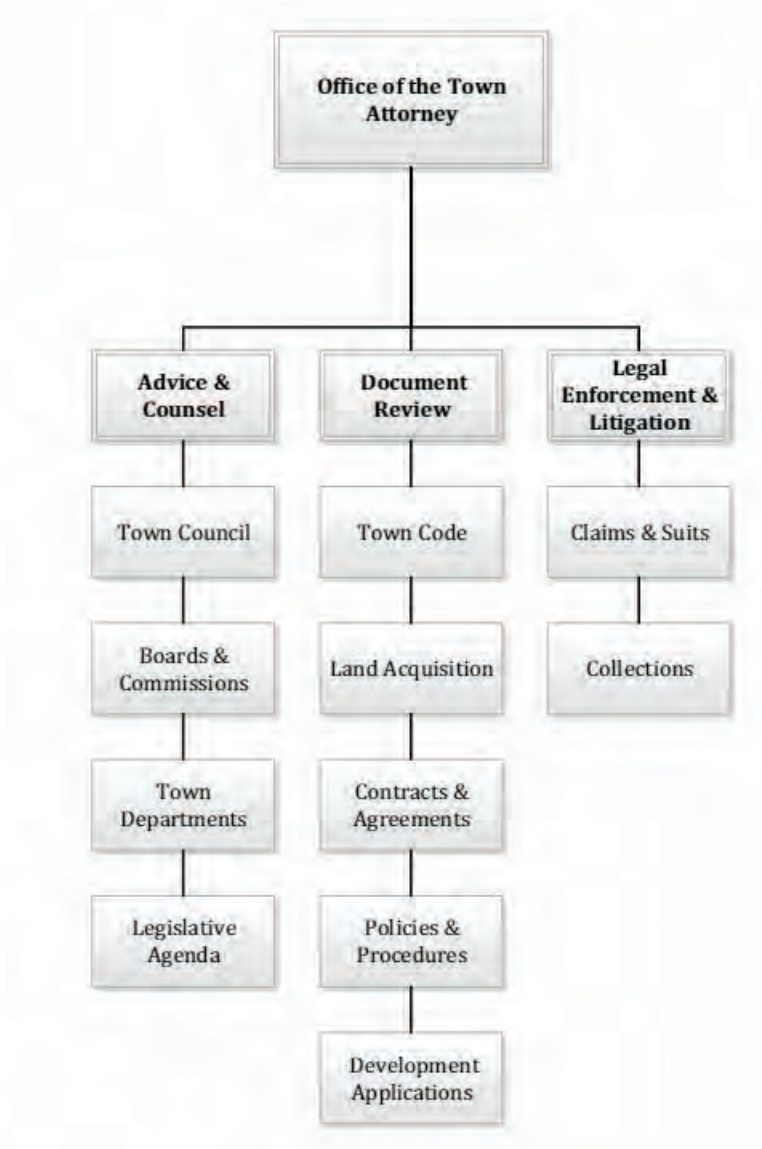 Office of the Town
Attorney
Advice &
Counsel
Document
Review
Legal
Enforcement &
Litigation
Town Council
Town Code
Claims & Suits
Boards &
Commissions
Land Acquisition
Collections
Town
Departments
Contracts &
Agreements
Legislative
Agenda
Policies &
Procedures
Development
Applications